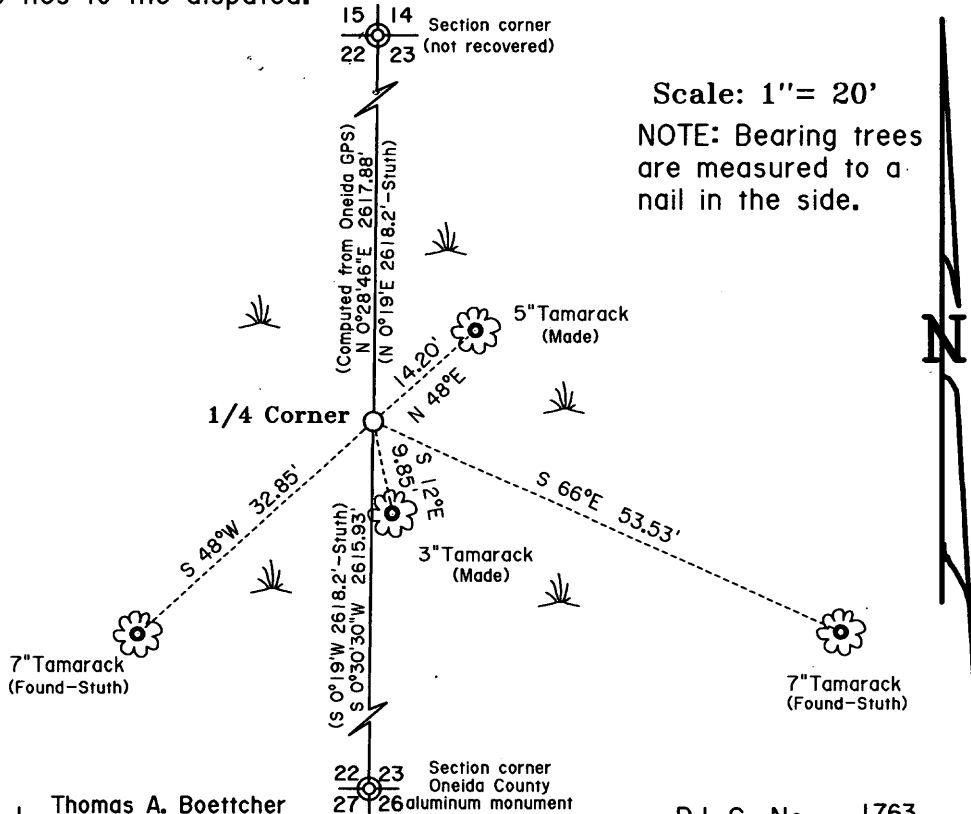 15 14
22 23
Section corner
(not recovered)
Scale: 1"= 20'
NOTE: Bearing trees
are measured to a
nail in the side.
(Computed from Oneida GPS)
N 0°28'46"E 2617.88'
(N 0°19'E 2618.2'-Stuth)
5"Tamarack
(Made)
14.20'
N 48°E
N
1/4 Corner
S 12°E
9.85'
S 66°E 53.53'
S 48°W 32.85'
3"Tamarack
(Made)
(S 0°19'W 2618.2'-Stuth)
S 0°30'30"W 2615.93'
7"Tamarack
(Found-Stuth)
7"Tamarack
(Found-Stuth)
22 23
27 26
Section corner
Oneida County
aluminum monument
Thomas A. Boettcher
1763